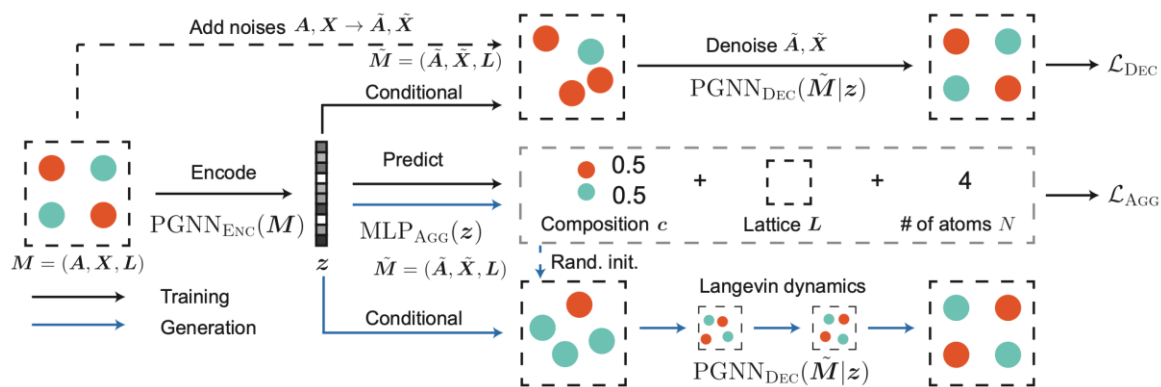 Add noises A, X → Ã, X̃
M̃ = (Ã, X̃, L)
Conditional
Denoise Ã, X̃
PGNN_DEC(M̃|z)
ℒ_DEC
Encode
PGNN_ENC(M)
M = (A, X, L)
z
Predict
MLP_AGG(z)
M̃ = (Ã, X̃, L)
0.5
0.5
Composition c
+
Lattice L
+
4
# of atoms N
ℒ_AGG
Training
Generation
Rand. init.
Conditional
Langevin dynamics
PGNN_DEC(M̃|z)